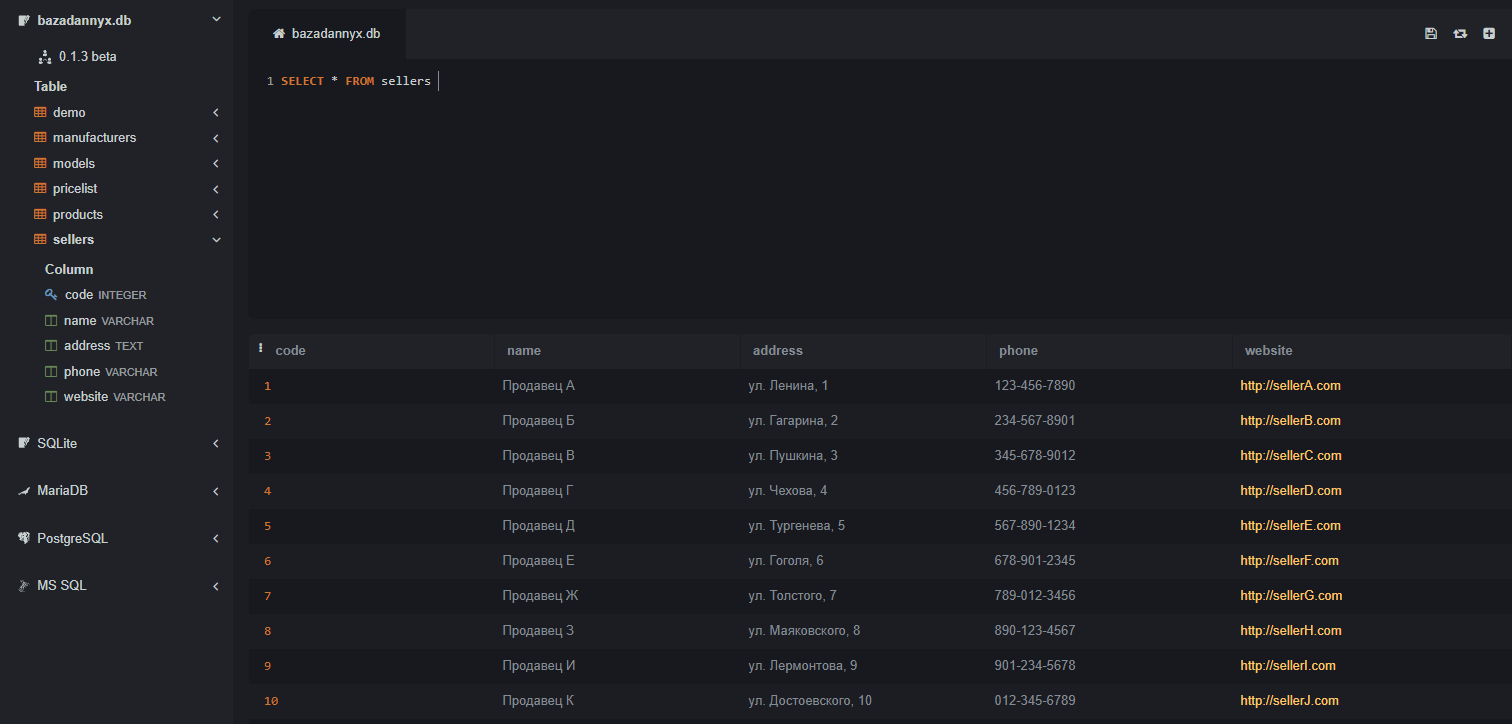 bazadannyx.db
0.1.3 beta
Table
demo
manufacturers
models
pricelist
products
sellers
Column
code INTEGER
name VARCHAR
address TEXT
phone VARCHAR
website VARCHAR
SQLite
MariaDB
PostgreSQL
MS SQL
bazadannyx.db
1 SELECT * FROM sellers
code name address phone website
1 Продавец А ул. Ленина, 1 123-456-7890 http://sellerA.com
2 Продавец Б ул. Гагарина, 2 234-567-8901 http://sellerB.com
3 Продавец В ул. Пушкина, 3 345-678-9012 http://sellerC.com
4 Продавец Г ул. Чехова, 4 456-789-0123 http://sellerD.com
5 Продавец Д ул. Тургенева, 5 567-890-1234 http://sellerE.com
6 Продавец Е ул. Гоголя, 6 678-901-2345 http://sellerF.com
7 Продавец Ж ул. Толстого, 7 789-012-3456 http://sellerG.com
8 Продавец З ул. Маяковского, 8 890-123-4567 http://sellerH.com
9 Продавец И ул. Лермонтова, 9 901-234-5678 http://sellerI.com
10 Продавец К ул. Достоевского, 10 012-345-6789 http://sellerJ.com